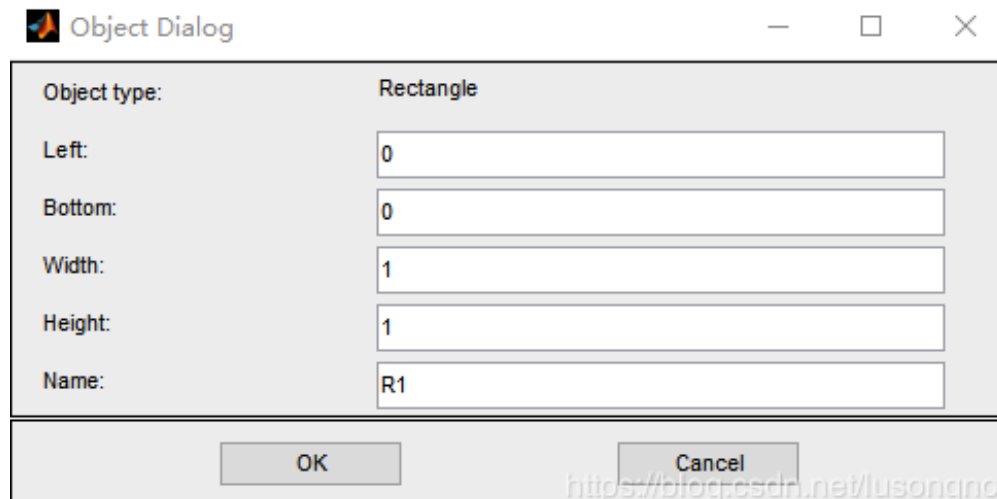 Object Dialog
Object type: Rectangle
Left: 0
Bottom: 0
Width: 1
Height: 1
Name: R1
OK Cancel
https://blog.csdn.net/lusongno